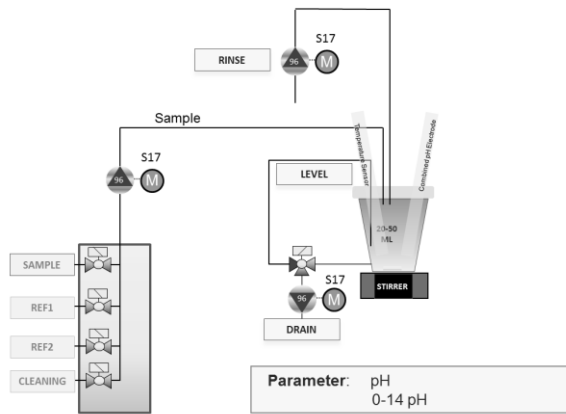 S17
RINSE
96
M
Sample
S17
96
M
Temperature Sensor
Combined pH Electrode
LEVEL
20-50
ML
SAMPLE
S17
STIRRER
96
M
REF1
DRAIN
REF2
CLEANING
Parameter: pH
0-14 pH